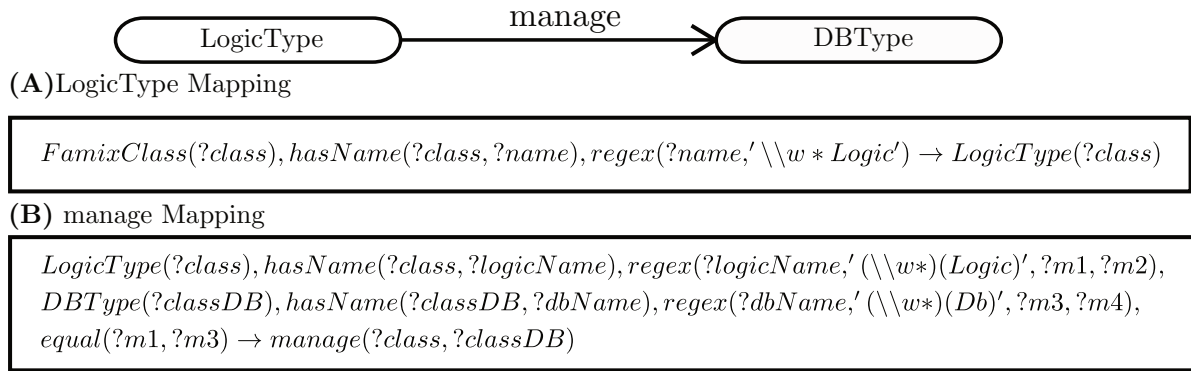 manage
LogicType
DBType
(A)LogicType Mapping
FamixClass(?class), hasName(?class, ?name), regex(?name,′ \\w ∗ Logic′) → LogicType(?class)
(B) manage Mapping
LogicType(?class), hasName(?class, ?logicName), regex(?logicName,′ (\\w∗)(Logic)′, ?m1, ?m2),
DBType(?classDB), hasName(?classDB, ?dbName), regex(?dbName,′ (\\w∗)(Db)′, ?m3, ?m4),
equal(?m1, ?m3) → manage(?class, ?classDB)